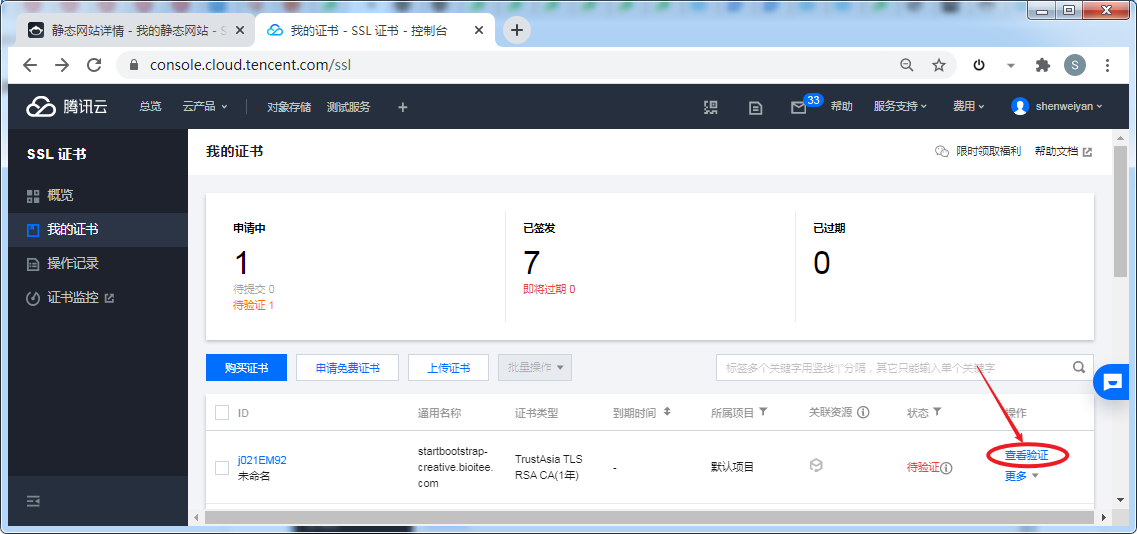 静态网站详情 - 我的静态网站 - S
我的证书 - SSL 证书 - 控制台
console.cloud.tencent.com/ssl
S
腾讯云
总览
云产品
对象存储
测试服务
33
帮助
服务支持
费用
shenweiyan
SSL 证书
概览
我的证书
操作记录
证书监控
我的证书
限时领取福利
帮助文档
申请中
已签发
已过期
1
7
0
待提交 0
即将过期 0
待验证 1
购买证书
申请免费证书
上传证书
批量操作
标签多个关键字用竖线"|"分隔，其它只能输入单个关键字
ID
通用名称
证书类型
到期时间
所属项目
关联资源
状态
操作
j021EM92
未命名
startbootstrap-
creative.bioitee.
com
TrustAsia TLS
RSA CA(1年)
-
默认项目
待验证
查看验证
更多